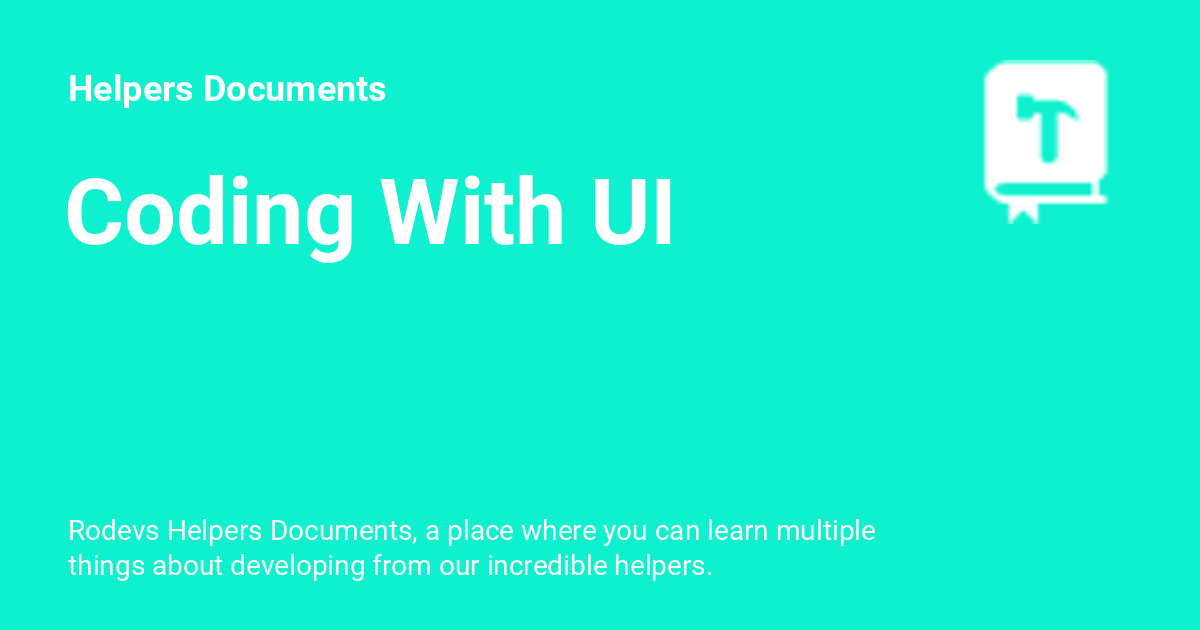 Helpers Documents
Coding With UI
Rodevs Helpers Documents, a place where you can learn multiple
things about developing from our incredible helpers.